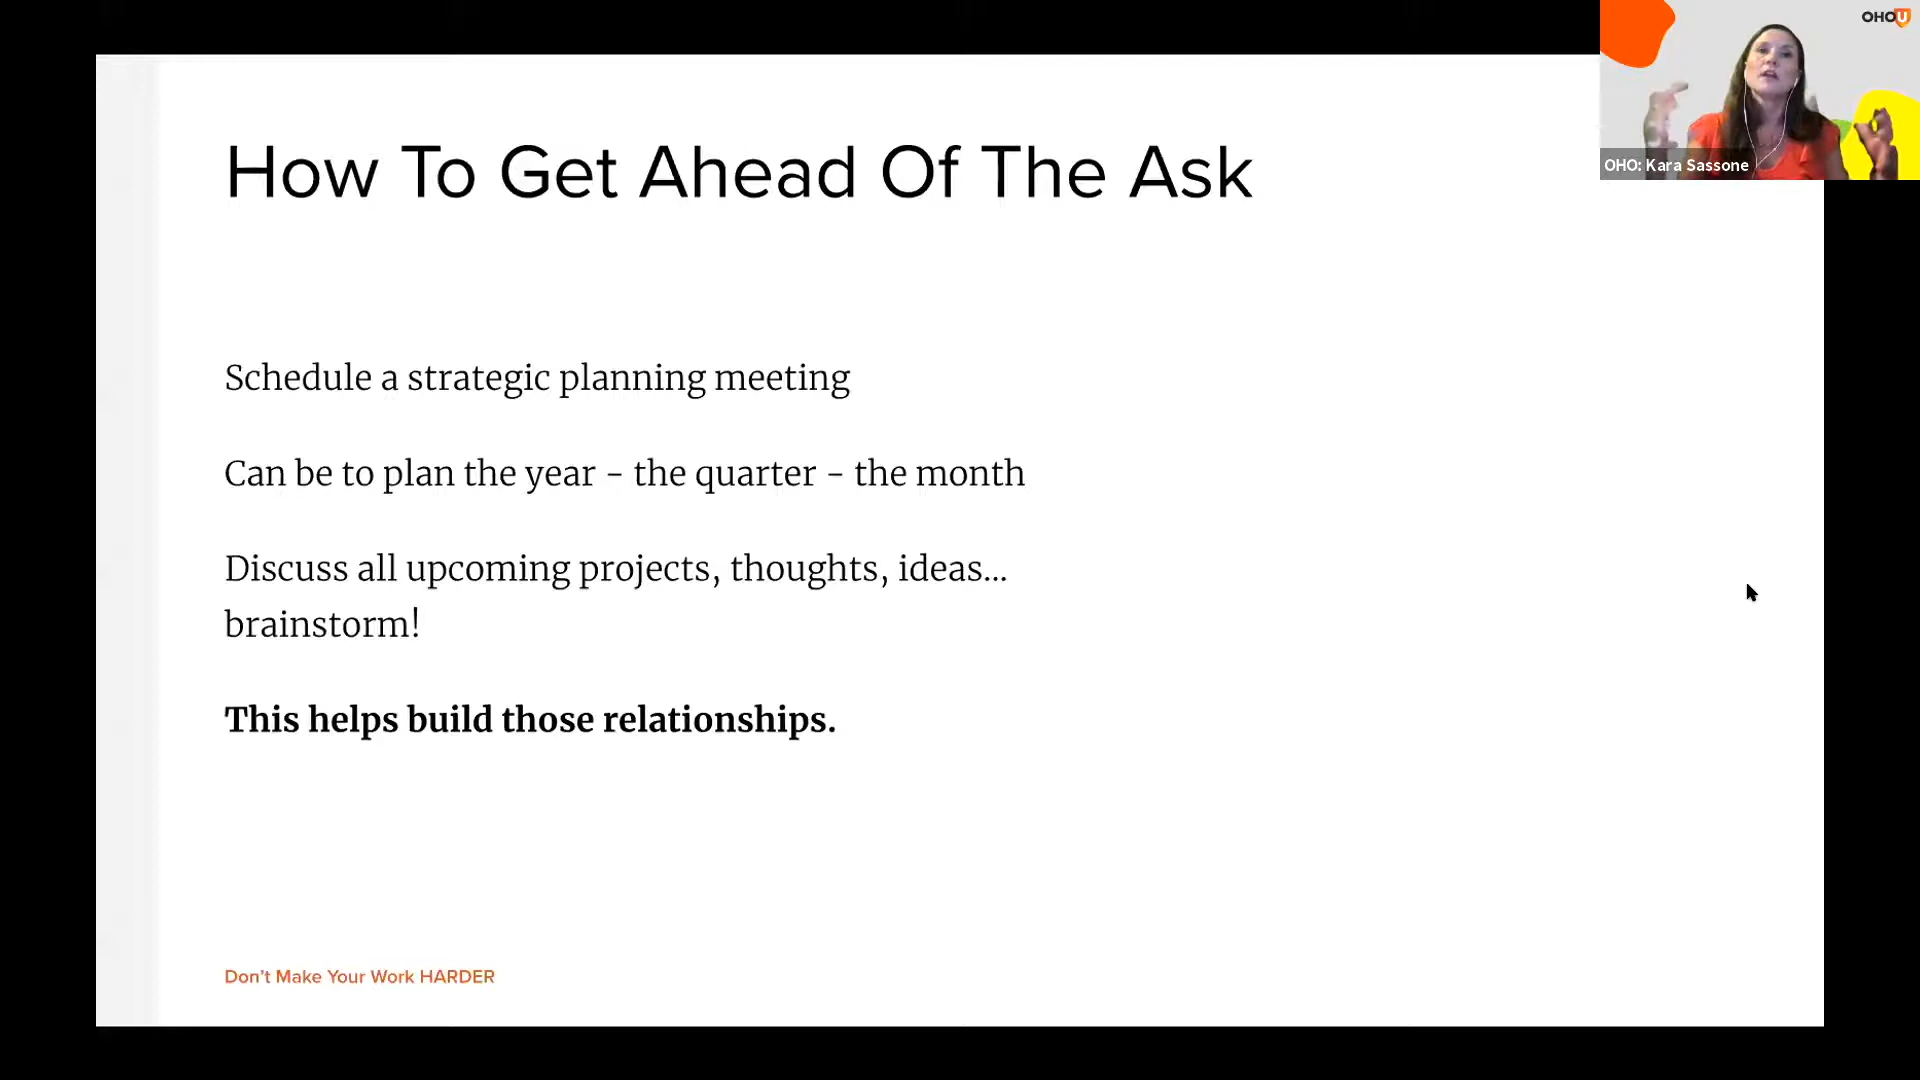 OHOU
How To Get Ahead Of The Ask
OHO: Kara Sassone
Schedule a strategic planning meeting
Can be to plan the year - the quarter - the month
Discuss all upcoming projects, thoughts, ideas...
brainstorm!
This helps build those relationships.
Don't Make Your Work HARDER